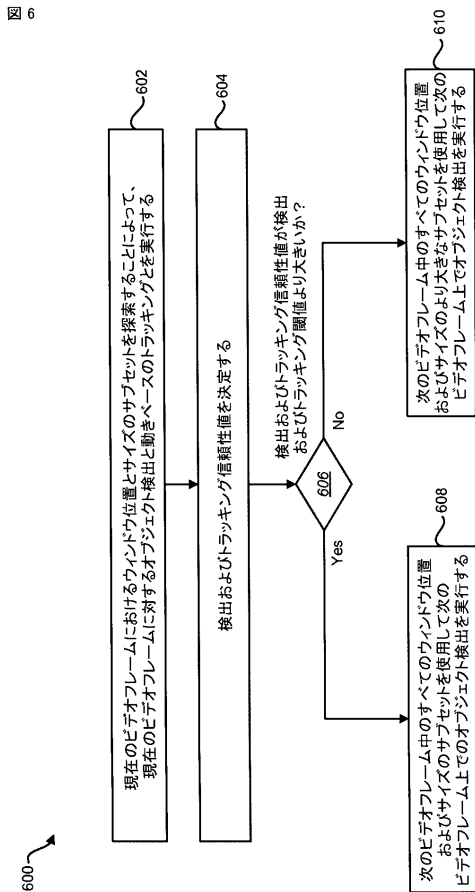 図 6
600
602
現在のビデオフレームにおけるウィンドウ位置とサイズのサブセットを探索することによって、
現在のビデオフレームに対するオブジェクト検出と動きベースのトラッキングとを実行する
604
検出およびトラッキング信頼性値を決定する
検出およびトラッキング信頼性値が検出
およびトラッキング閾値より大きいか?
606
Yes
No
608
次のビデオフレーム中のすべてのウィンドウ位置
およびサイズのサブセットを使用して次の
ビデオフレーム上でのオブジェクト検出を実行する
610
次のビデオフレーム中のすべてのウィンドウ位置
およびサイズのより大きなサブセットを使用して次の
ビデオフレーム上でオブジェクト検出を実行する